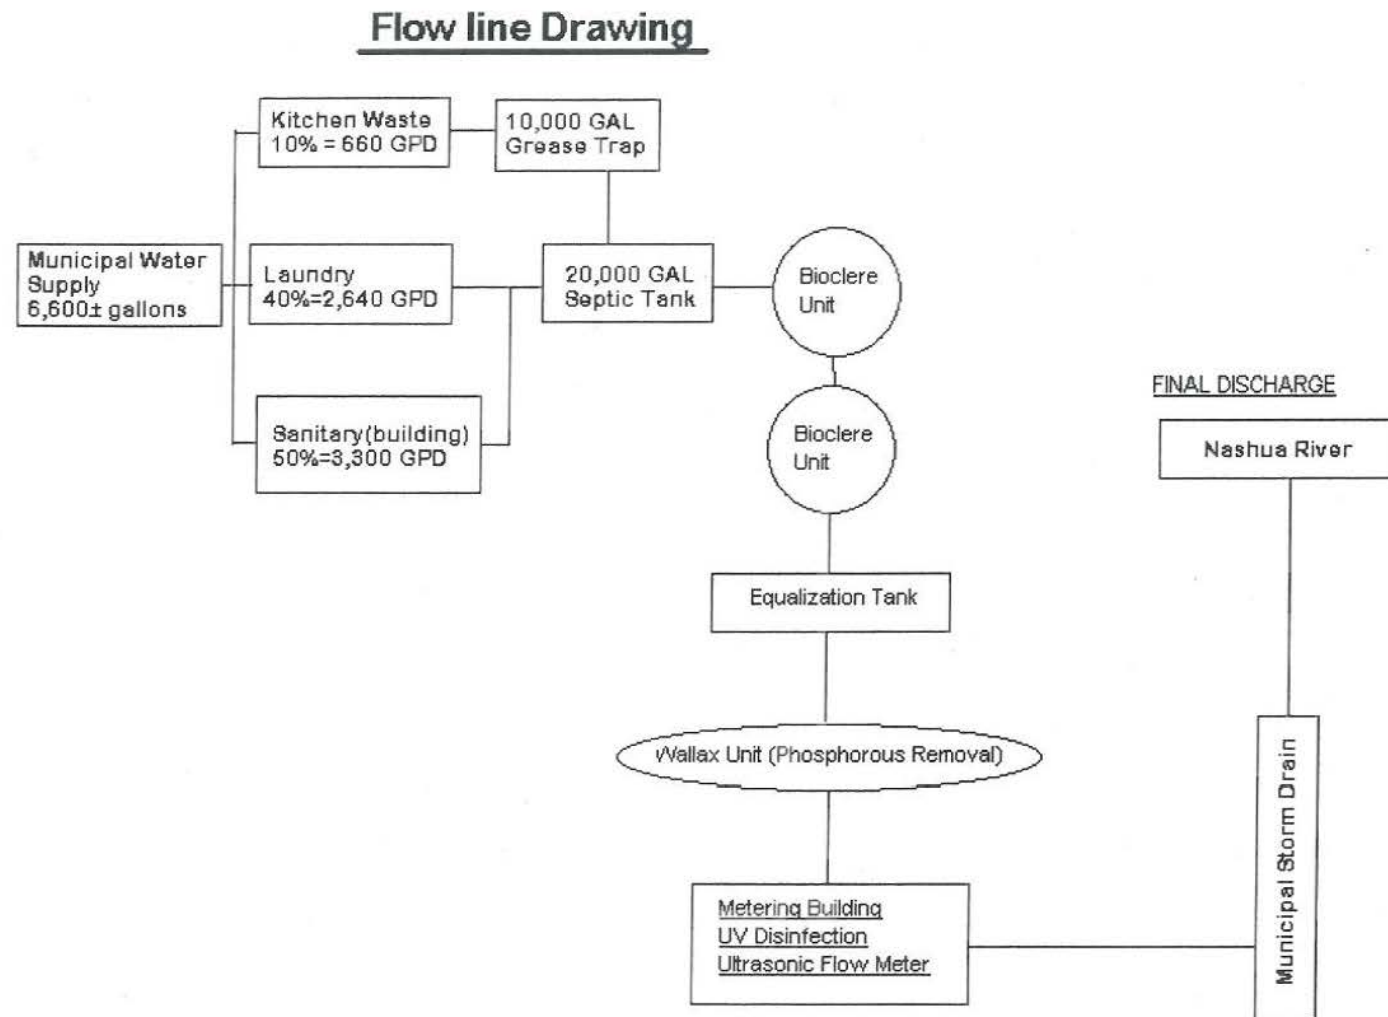 Flow line Drawing
Kitchen Waste
10% = 660 GPD
10,000 GAL
Grease Trap
Municipal Water
Supply
6,600± gallons
Laundry
40%=2,640 GPD
20,000 GAL
Septic Tank
Bioclere
Unit
Sanitary(building)
50%=3,300 GPD
Bioclere
Unit
FINAL DISCHARGE
Nashua River
Equalization Tank
Wallax Unit (Phosphorous Removal)
Municipal Storm Drain
Metering Building
UV Disinfection
Ultrasonic Flow Meter